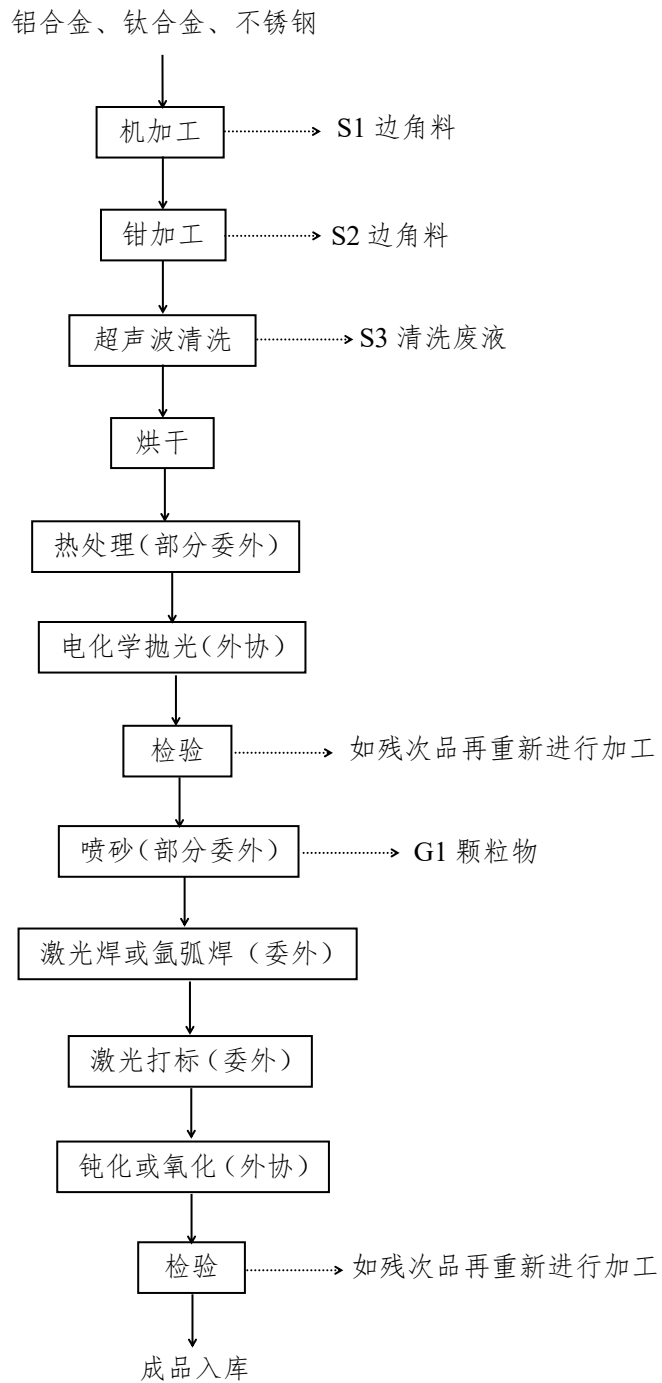 铝合金、钛合金、不锈钢
机加工
S1 边角料
钳加工
S2 边角料
超声波清洗
S3 清洗废液
烘干
热处理(部分委外)
电化学抛光(外协)
检验
如残次品再重新进行加工
喷砂(部分委外)
G1 颗粒物
激光焊或氩弧焊(委外)
激光打标(委外)
钝化或氧化(外协)
检验
如残次品再重新进行加工
成品入库